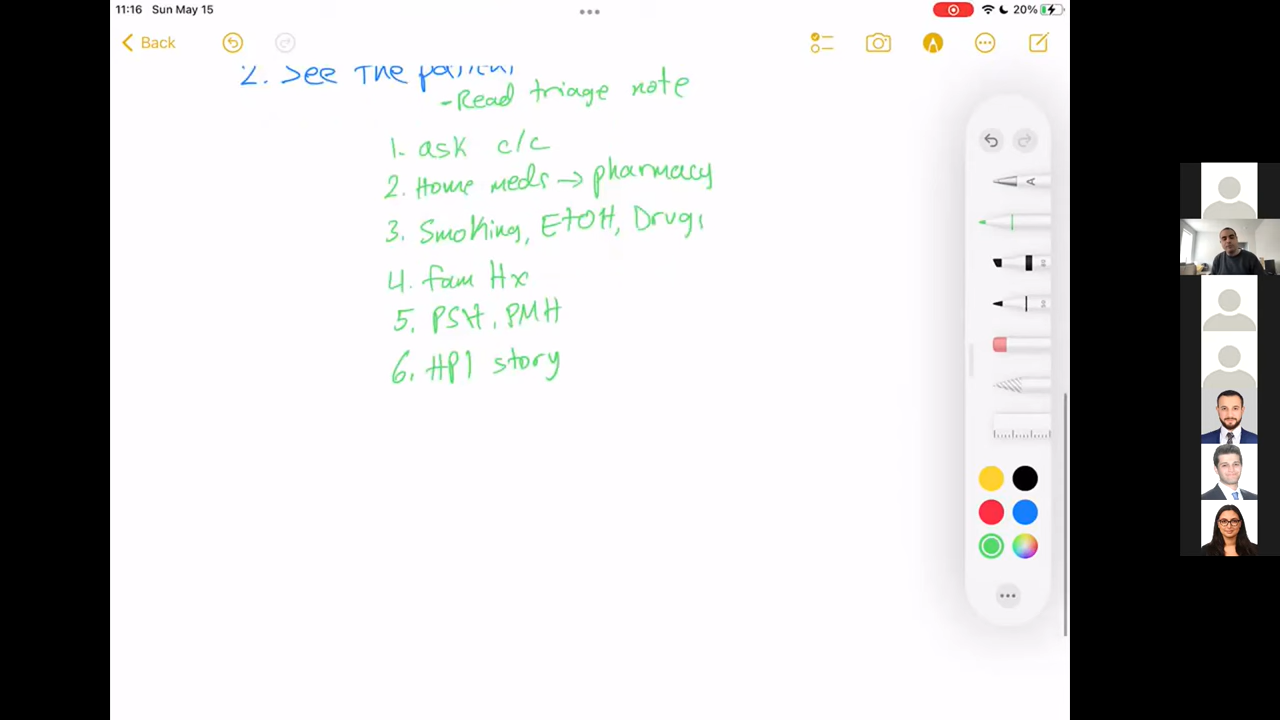 11:16 Sun May 15
20%
Back
2. See the patient
-Read triage note
1. ask c/c
2. Home meds → pharmacy
3. Smoking, EtOH, Drugs
4. fam Hx
5. PSH, PMH
6. HPI story
A